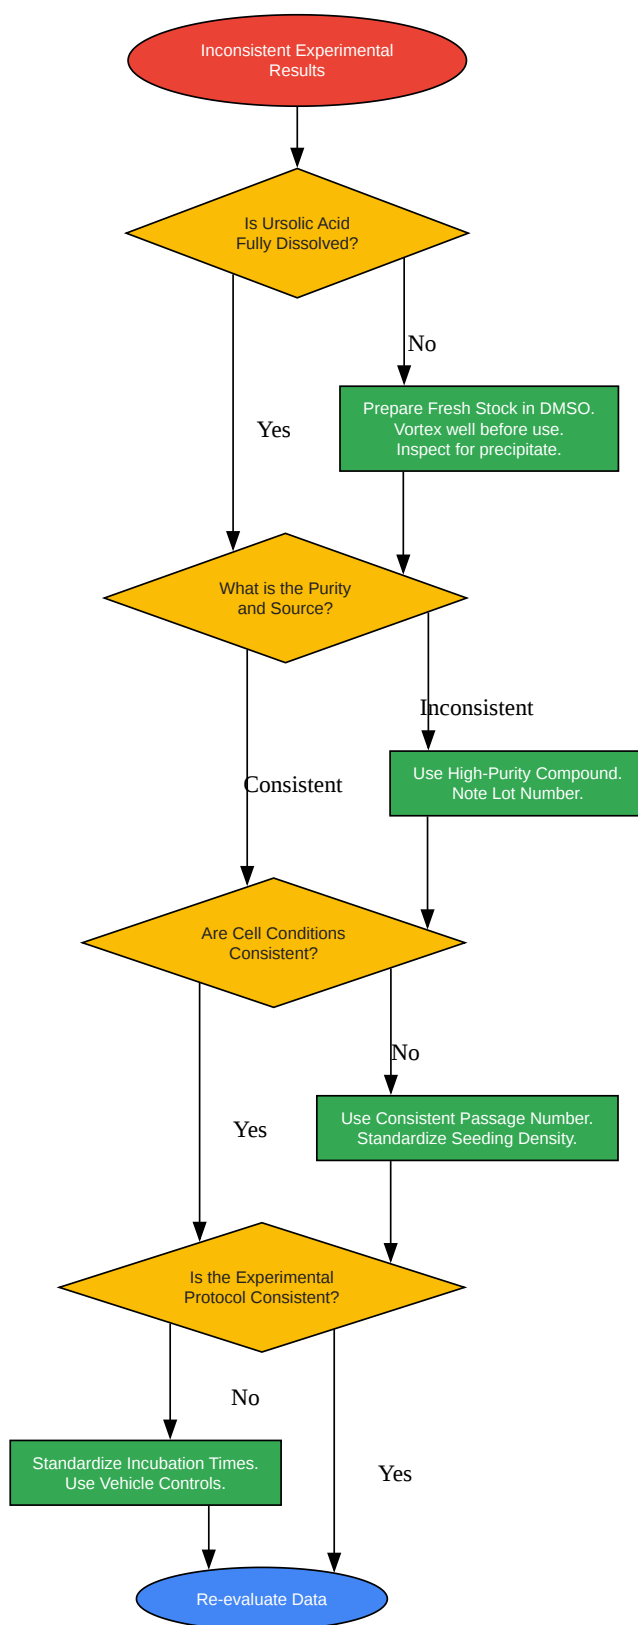 Inconsistent Experimental
Results
Is Ursolic Acid
Fully Dissolved?
No
Prepare Fresh Stock in DMSO.
Vortex well before use.
Inspect for precipitate.
Yes
What is the Purity
and Source?
Inconsistent
Use High-Purity Compound.
Note Lot Number.
Consistent
Are Cell Conditions
Consistent?
No
Use Consistent Passage Number.
Standardize Seeding Density.
Yes
Is the Experimental
Protocol Consistent?
No
Standardize Incubation Times.
Use Vehicle Controls.
Yes
Re-evaluate Data